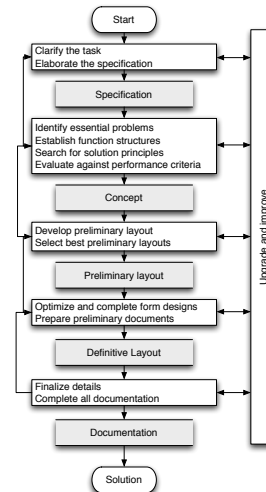 Start
Clarify the task
Elaborate the specification
Specification
Identify essential problems
Establish function structures
Search for solution principles
Evaluate against performance criteria
Concept
Develop preliminary layout
Select best preliminary layouts
Preliminary layout
Optimize and complete form designs
Prepare preliminary documents
Definitive Layout
Finalize details
Complete all documentation
Documentation
Solution
Upgrade and improve